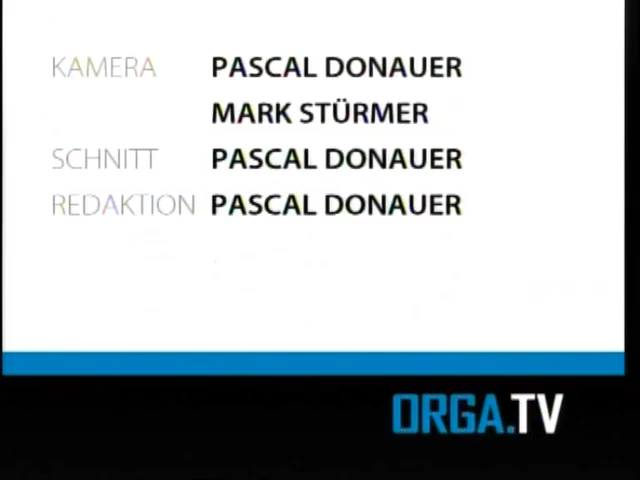 KAMERA PASCAL DONAUER
MARK STÜRMER
SCHNITT PASCAL DONAUER
REDAKTION PASCAL DONAUER
ORGA.TV